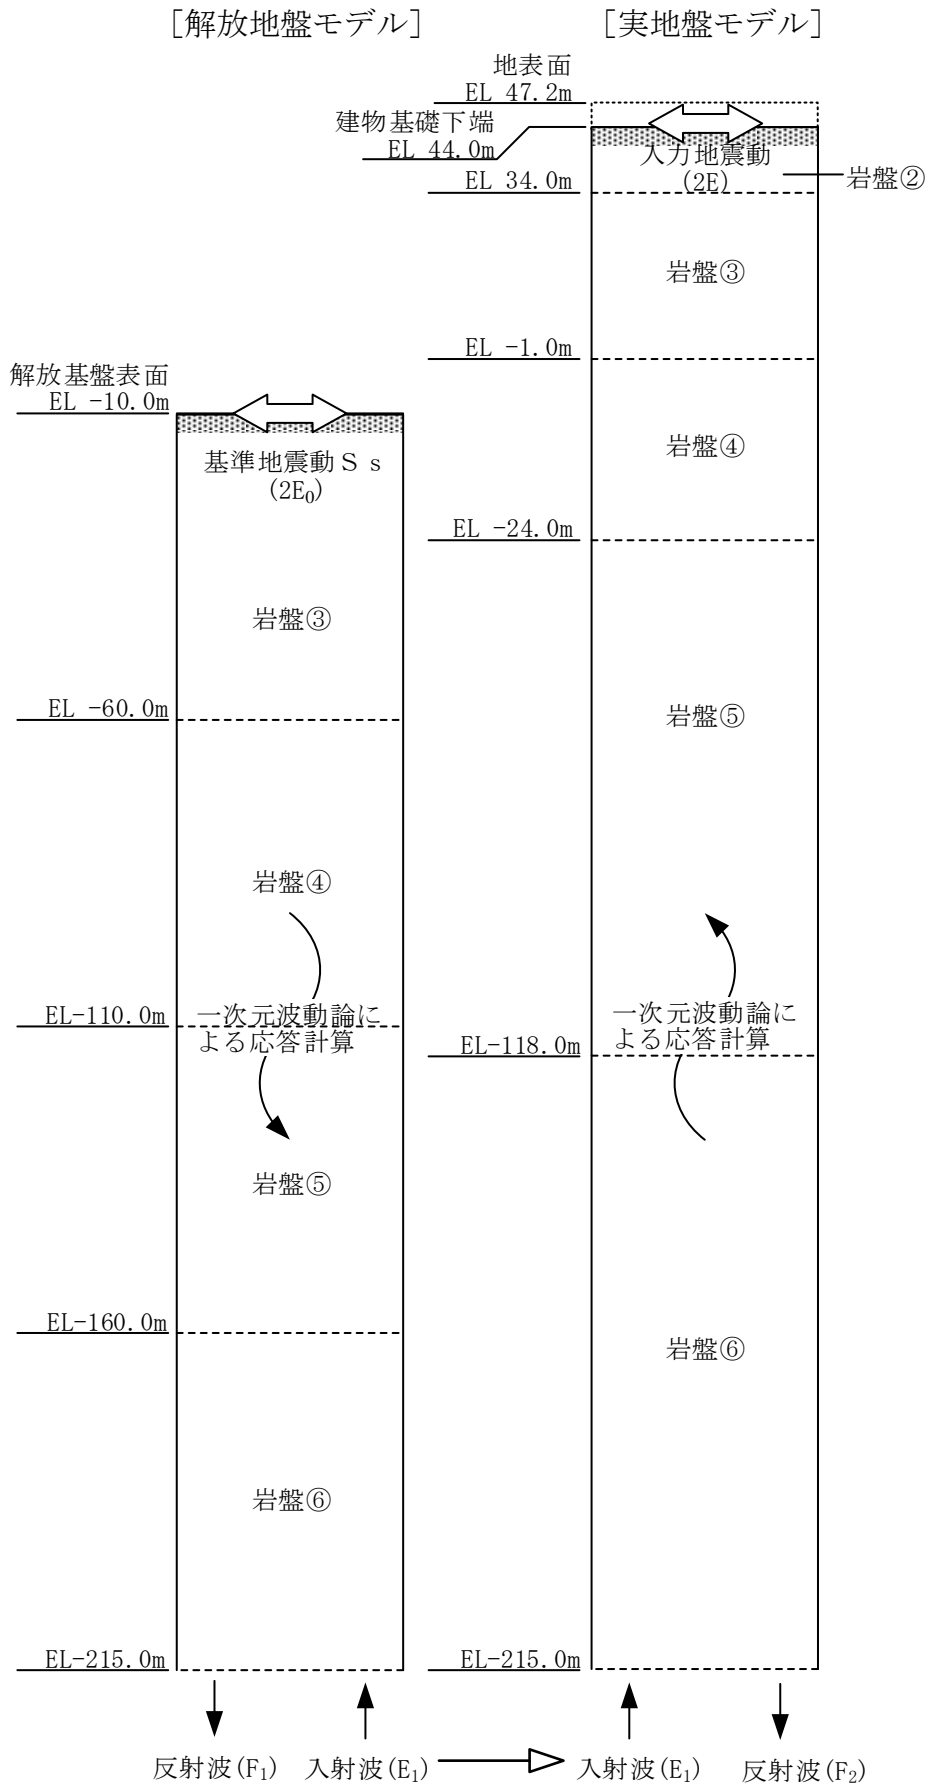 ［解放地盤モデル］
［実地盤モデル］
地表面
EL 47.2m
建物基礎下端
EL 44.0m
入力地震動
(2E)
岩盤②
EL 34.0m
岩盤③
EL -1.0m
解放基盤表面
EL -10.0m
岩盤④
基準地震動Ｓｓ
(2E₀)
EL -24.0m
岩盤③
EL -60.0m
岩盤⑤
岩盤④
EL-110.0m
一次元波動論に
よる応答計算
一次元波動論に
よる応答計算
EL-118.0m
岩盤⑤
EL-160.0m
岩盤⑥
岩盤⑥
EL-215.0m
EL-215.0m
反射波(F₁)
入射波(E₁)
入射波(E₁)
反射波(F₂)